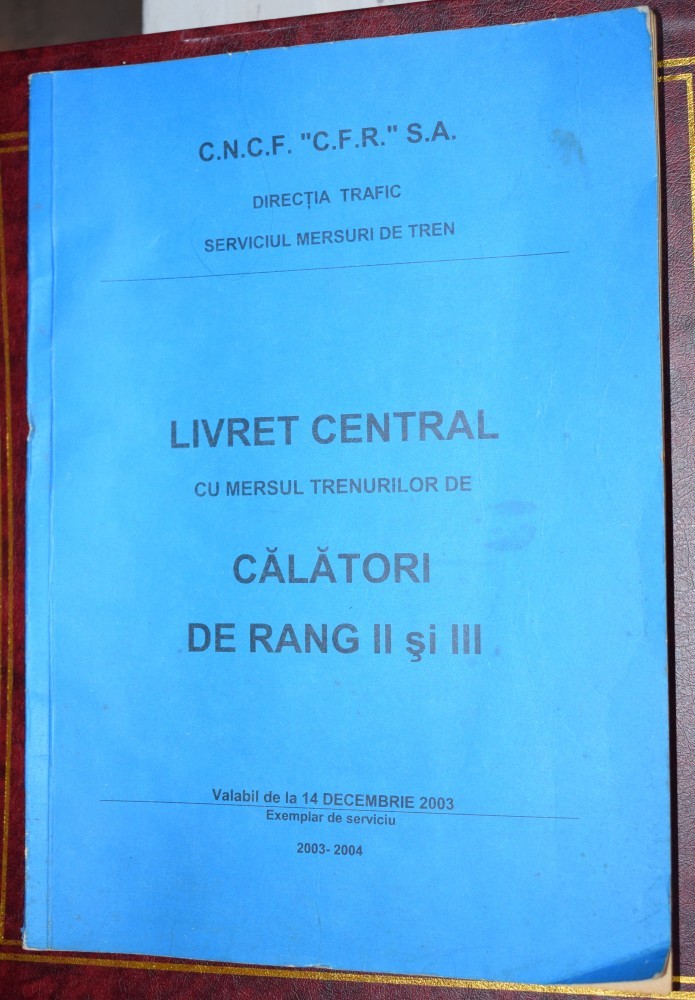 C.N.C.F. "C.F.R." S.A.
DIRECȚIA TRAFIC
SERVICIUL MERSURI DE TREN
LIVRET CENTRAL
CU MERSUL TRENURILOR DE
CĂLĂTORI
DE RANG II şi III
Valabil de la 14 DECEMBRIE 2003
Exemplar de serviciu
2003- 2004